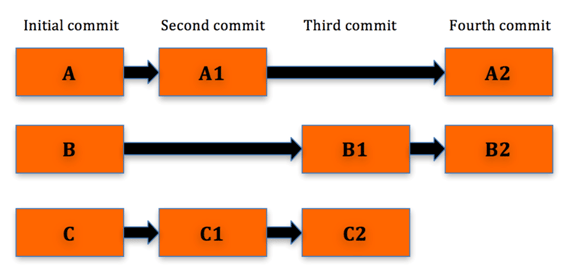 Initial commit Second commit Third commit Fourth commit
A A1 A2
B B1 B2
C C1 C2